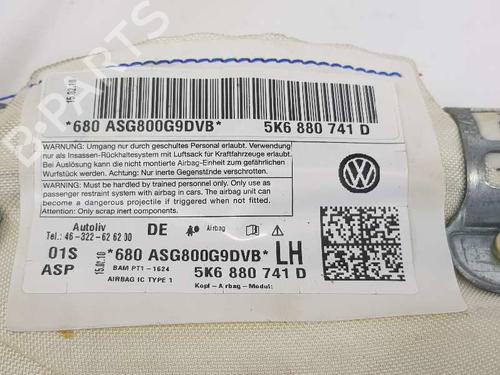 B-PARTS
15.02.10
*680 ASG800G9DVB*
5K6 880 741 D
WARNUNG: Umgang nur durch geschultes Personal erlaubt. Verwendung
nur als Insassen-Rückhaltesystem mit Luftsack für Kraftfahrzeuge erlaubt.
Bei Auslösung kann die nicht befestigte Airbag-Einheit zum gefährlichen
Wurfstück werden. Achtung: Nur inerte Gegenstände verschrotten.
WARNING: Must be handled by trained personnel only. Only use as
passenger restraint system with airbag in cars. The airbag unit can
become a dangerous projectile if triggered when not fixed.
Attention: Only scrap inert components.
Autoliv
Tel.: 46-322-62 62 00
DE
Airbag
01S
ASP
15.01.10
*680 ASG800G9DVB*
LH
BAM PT1 - 1624
5K6 880 741 D
AIRBAG IC TYPE 1
Kopf - Airbag - Modul: